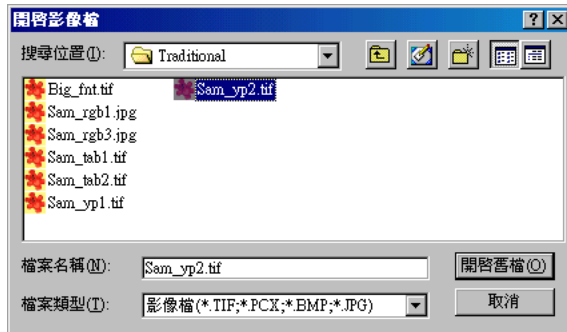 開啓影像檔
搜尋位置(I): Traditional
Big_fnt.tif
Sam_rgb1.jpg
Sam_rgb3.jpg
Sam_tab1.tif
Sam_tab2.tif
Sam_yp1.tif
Sam_yp2.tif
檔案名稱(N): Sam_yp2.tif 開啓舊檔(O)
檔案類型(T): 影像檔(*.TIF;*.PCX;*.BMP;*.JPG) 取消